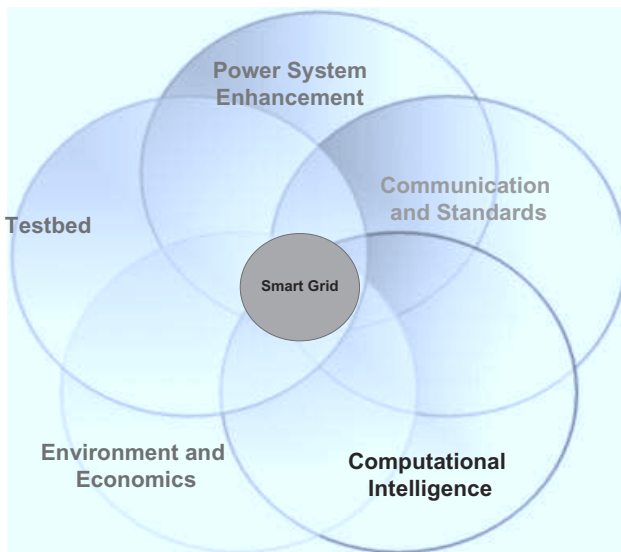 Power System
Enhancement
Communication
and Standards
Testbed
Smart Grid
Environment and
Economics
Computational
Intelligence